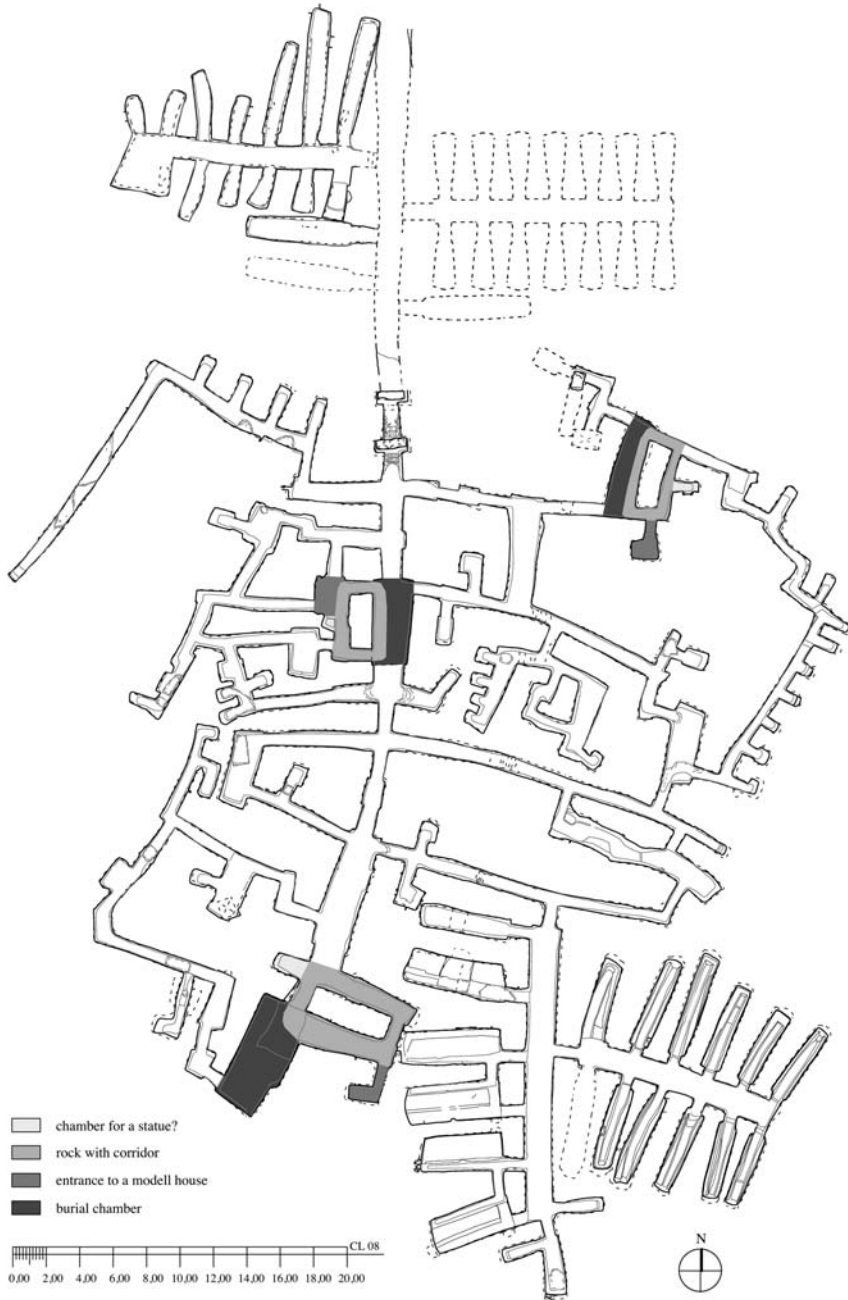 chamber for a statue?
rock with corridor
entrance to a modell house
burial chamber
CL 08
0,00 2,00 4,00 6,00 8,00 10,00 12,00 14,00 16,00 18,00 20,00
N